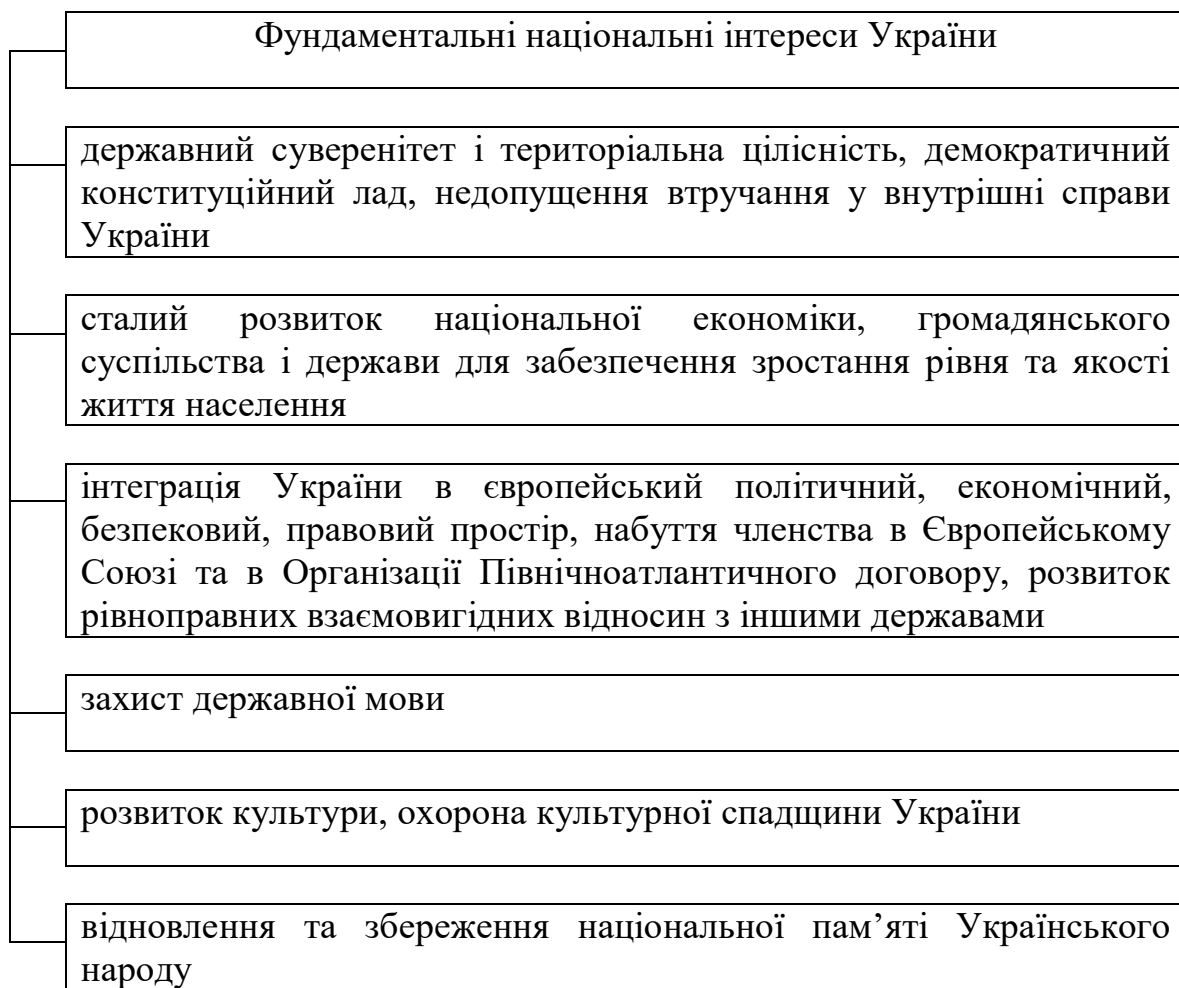 Фундаментальні національні інтереси України
державний суверенітет і територіальна цілісність, демократичний
конституційний лад, недопущення втручання у внутрішні справи
України
сталий розвиток національної економіки, громадянського
суспільства і держави для забезпечення зростання рівня та якості
життя населення
інтеграція України в європейський політичний, економічний,
безпековий, правовий простір, набуття членства в Європейському
Союзі та в Організації Північноатлантичного договору, розвиток
рівноправних взаємовигідних відносин з іншими державами
захист державної мови
розвиток культури, охорона культурної спадщини України
відновлення та збереження національної пам’яті Українського
народу